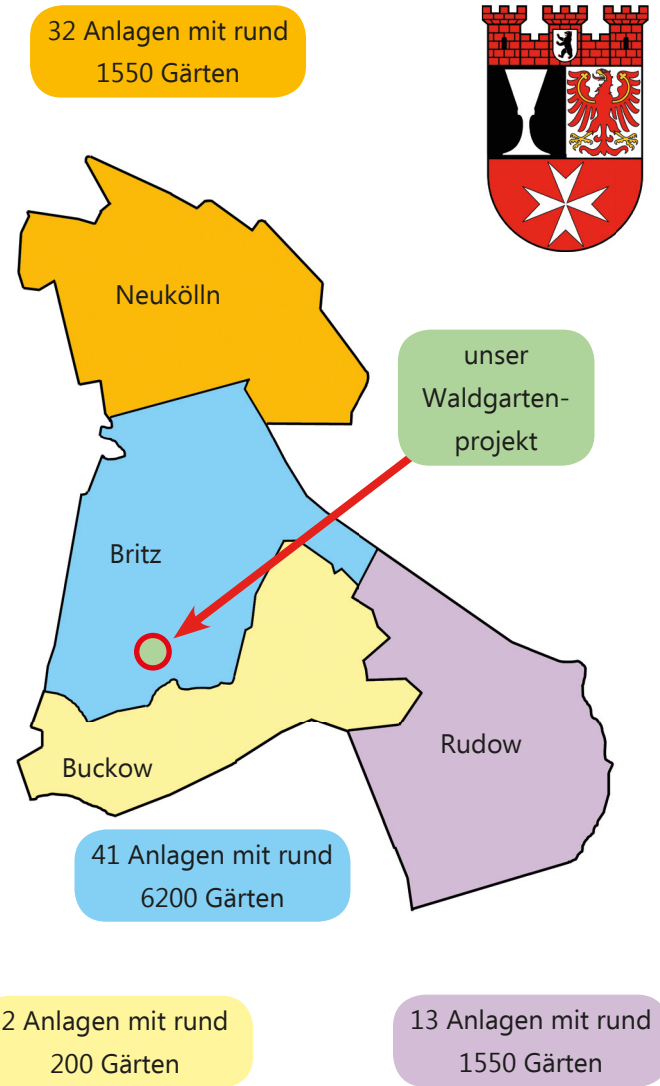 32 Anlagen mit rund
1550 Gärten
Neukölln
unser
Waldgarten-
projekt
Britz
Buckow
Rudow
41 Anlagen mit rund
6200 Gärten
2 Anlagen mit rund
200 Gärten
13 Anlagen mit rund
1550 Gärten